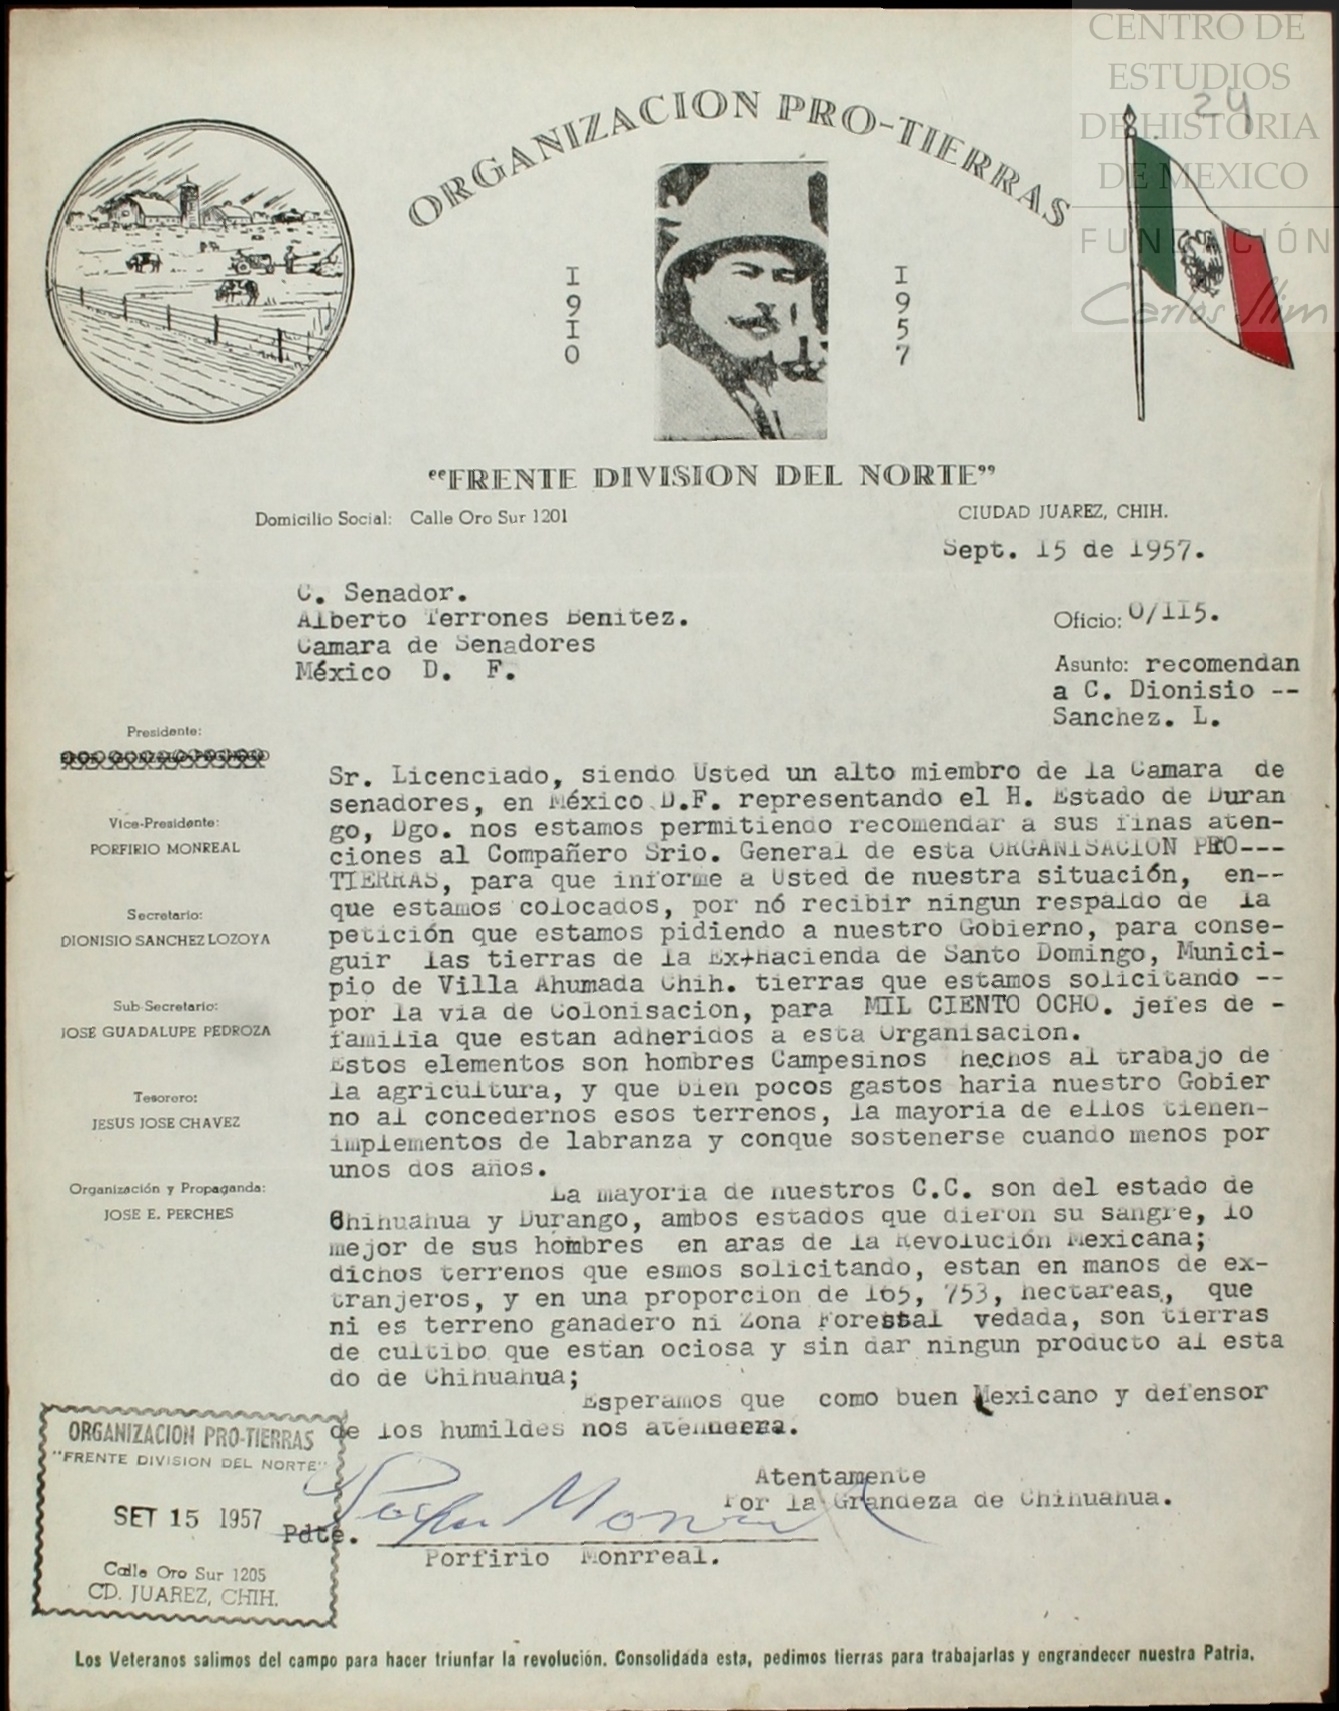 CENTRO DE
ESTUDIOS
DE HISTORIA
DE MEXICO
FUNDACIÓN
Carlos Slim
24
ORGANIZACION PRO-TIERRAS
I9IO
I957
"FRENTE DIVISION DEL NORTE"
Domicilio Social: Calle Oro Sur 1201
CIUDAD JUAREZ, CHIH.
Sept. 15 de 1957.
C. Senador.
Alberto Terrones Benitez.
Camara de Senadores
México D. F.
Oficio: O/II5.
Asunto: recomendan
a C. Dionisio --
Sanchez. L.
Presidente:
Vice-Presidente:
PORFIRIO MONREAL
Secretario:
DIONISIO SANCHEZ LOZOYA
Sub-Secretario:
JOSE GUADALUPE PEDROZA
Tesorero:
JESUS JOSE CHAVEZ
Organización y Propaganda:
JOSE E. PERCHES
Sr. Licenciado, siendo Usted un alto miembro de la Camara de
senadores, en México D.F. representando el H. Estado de Duran
go, Dgo. nos estamos permitiendo recomendar a sus finas aten-
ciones al Compañero Srio. General de esta ORGANISACION PRO---
TIERRAS, para que informe a Usted de nuestra situación, en--
que estamos colocados, por nó recibir ningun respaldo de la
petición que estamos pidiendo a nuestro Gobierno, para conse-
guir las tierras de la Ex+hacienda de Santo Domingo, Munici-
pio de Villa Ahumada Chih. tierras que estamos solicitando --
por la via de Colonisacion, para MIL CIENTO OCHO. jefes de -
familia que estan adheridos a esta Organisacion.
Estos elementos son hombres Campesinos hechos al trabajo de
la agricultura, y que bien pocos gastos haria nuestro Gobier
no al concedernos esos terrenos, la mayoria de ellos tienen-
implementos de labranza y conque sostenerse cuando menos por
unos dos años.
La mayoria de nuestros C.C. son del estado de
Chihuahua y Durango, ambos estados que dieron su sangre, lo
mejor de sus hombres en aras de la Revolución Mexicana;
dichos terrenos que esmos solicitando, estan en manos de ex-
tranjeros, y en una proporcion de 165, 753, hectareas,, que
ni es terreno ganadero ni Zona Forestal vedada, son tierras
de cultibo que estan ociosa y sin dar ningun producto al esta
do de Chihuahua;
Esperamos que como buen Mexicano y defensor
de los humildes nos atendera.
Atentamente
Por la Grandeza de Chihuahua.
Pdte.
Porfirio Monrreal.
ORGANIZACION PRO-TIERRAS
"FRENTE DIVISION DEL NORTE"
SET 15 1957
Calle Oro Sur 1205
CD. JUAREZ, CHIH.
Los Veteranos salimos del campo para hacer triunfar la revolución. Consolidada esta, pedimos tierras para trabajarlas y engrandecer nuestra Patria.